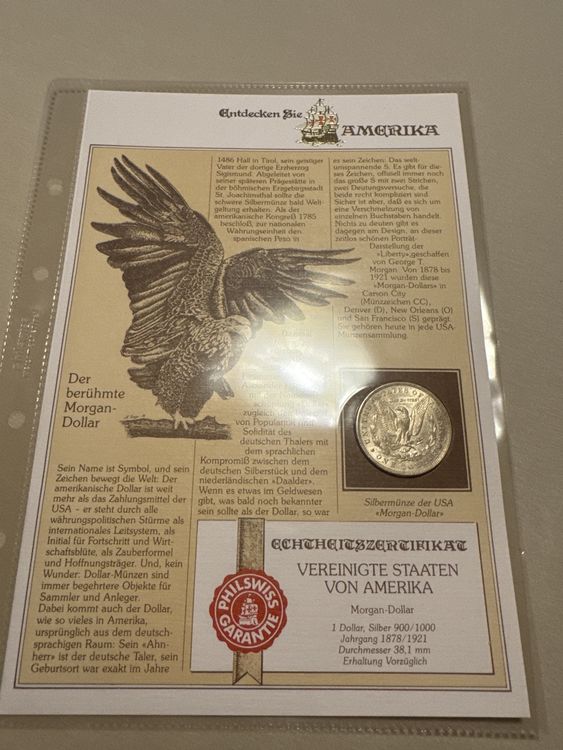 Entdecken Sie
AMERIKA
Der
berühmte
Morgan-
Dollar
Sein Name ist Symbol, und sein
Zeichen bewegt die Welt: Der
amerikanische Dollar ist weit
mehr als das Zahlungsmittel der
USA - er steht durch alle
währungspolitischen Stürme als
internationales Leitsystem, als
Initial für Fortschritt und Wirt-
schaftsblüte, als Zauberformel
und Hoffnungsträger. Und, kein
Wunder: Dollar-Münzen sind
immer begehrtere Objekte für
Sammler und Anleger.
Dabei kommt auch der Dollar,
wie so vieles in Amerika,
ursprünglich aus dem deutsch-
sprachigen Raum: Sein «Ahn-
herr» ist der deutsche Taler, sein
Geburtsort war exakt im Jahre
1486 Hall in Tirol, sein geistiger
Vater der dortige Erzherzog
Sigismund. Abgeleitet von
seiner späteren Prägestätte in
der böhmischen Erzgebirgsstadt
St. Joachimsthal sollte die
schwere Silbermünze bald Welt-
geltung erhalten. Als der
amerikanische Kongreß 1785
beschloß, zur nationalen
Währungseinheit den
spanischen Peso in
Alexander
zugleich
von Popularität und
Solidität des
deutschen Thalers mit
dem sprachlichen
Kompromiß zwischen dem
deutschen Silberstück und dem
niederländischen «Daalder».
Wenn es etwas im Geldwesen
gibt, was bald noch bekannter
sein sollte als der Dollar, so war
es sein Zeichen: Das welt-
umspannende S. Es gibt für die-
ses Zeichen, offiziell immer noch
das große S mit zwei Strichen,
zwei Deutungsversuche, die
beide recht kompliziert sind.
Sicher ist aber, daß es sich um
eine Verschmelzung von
einzelnen Buchstaben handelt.
Nichts zu deuten gibt es
dagegen am Design, an dieser
zeitlos schönen Porträt-
Darstellung der
«Liberty», geschaffen
von George T.
Morgan. Von 1878 bis
1921 wurden diese
«Morgan-Dollars» in
Carson City
(Münzzeichen CC),
Denver (D), New Orleans (O)
und San Francisco (S) geprägt.
Sie gehören heute in jede USA-
Münzensammlung.
Silbermünze der USA
«Morgan-Dollar»
ECHTHEITSZERTIFIKAT
VEREINIGTE STAATEN
VON AMERIKA
Morgan-Dollar
1 Dollar, Silber 900/1000
Jahrgang 1878/1921
Durchmesser 38,1 mm
Erhaltung Vorzüglich
PHILSWISS
GARANTIE